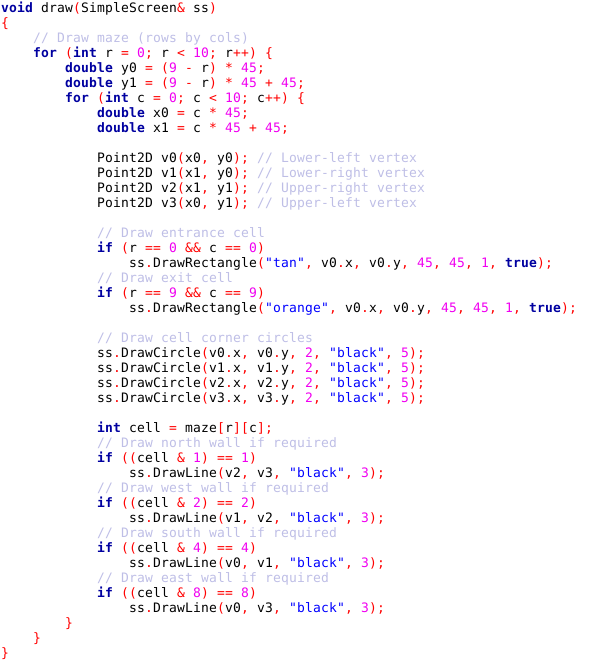 void draw(SimpleScreen& ss)
{
    // Draw maze (rows by cols)
    for (int r = 0; r < 10; r++) {
        double y0 = (9 - r) * 45;
        double y1 = (9 - r) * 45 + 45;
        for (int c = 0; c < 10; c++) {
            double x0 = c * 45;
            double x1 = c * 45 + 45;

            Point2D v0(x0, y0); // Lower-left vertex
            Point2D v1(x1, y0); // Lower-right vertex
            Point2D v2(x1, y1); // Upper-right vertex
            Point2D v3(x0, y1); // Upper-left vertex

            // Draw entrance cell
            if (r == 0 && c == 0)
                ss.DrawRectangle("tan", v0.x, v0.y, 45, 45, 1, true);
            // Draw exit cell
            if (r == 9 && c == 9)
                ss.DrawRectangle("orange", v0.x, v0.y, 45, 45, 1, true);

            // Draw cell corner circles
            ss.DrawCircle(v0.x, v0.y, 2, "black", 5);
            ss.DrawCircle(v1.x, v1.y, 2, "black", 5);
            ss.DrawCircle(v2.x, v2.y, 2, "black", 5);
            ss.DrawCircle(v3.x, v3.y, 2, "black", 5);

            int cell = maze[r][c];
            // Draw north wall if required
            if ((cell & 1) == 1)
                ss.DrawLine(v2, v3, "black", 3);
            // Draw west wall if required
            if ((cell & 2) == 2)
                ss.DrawLine(v1, v2, "black", 3);
            // Draw south wall if required
            if ((cell & 4) == 4)
                ss.DrawLine(v0, v1, "black", 3);
            // Draw east wall if required
            if ((cell & 8) == 8)
                ss.DrawLine(v0, v3, "black", 3);
        }
    }
}